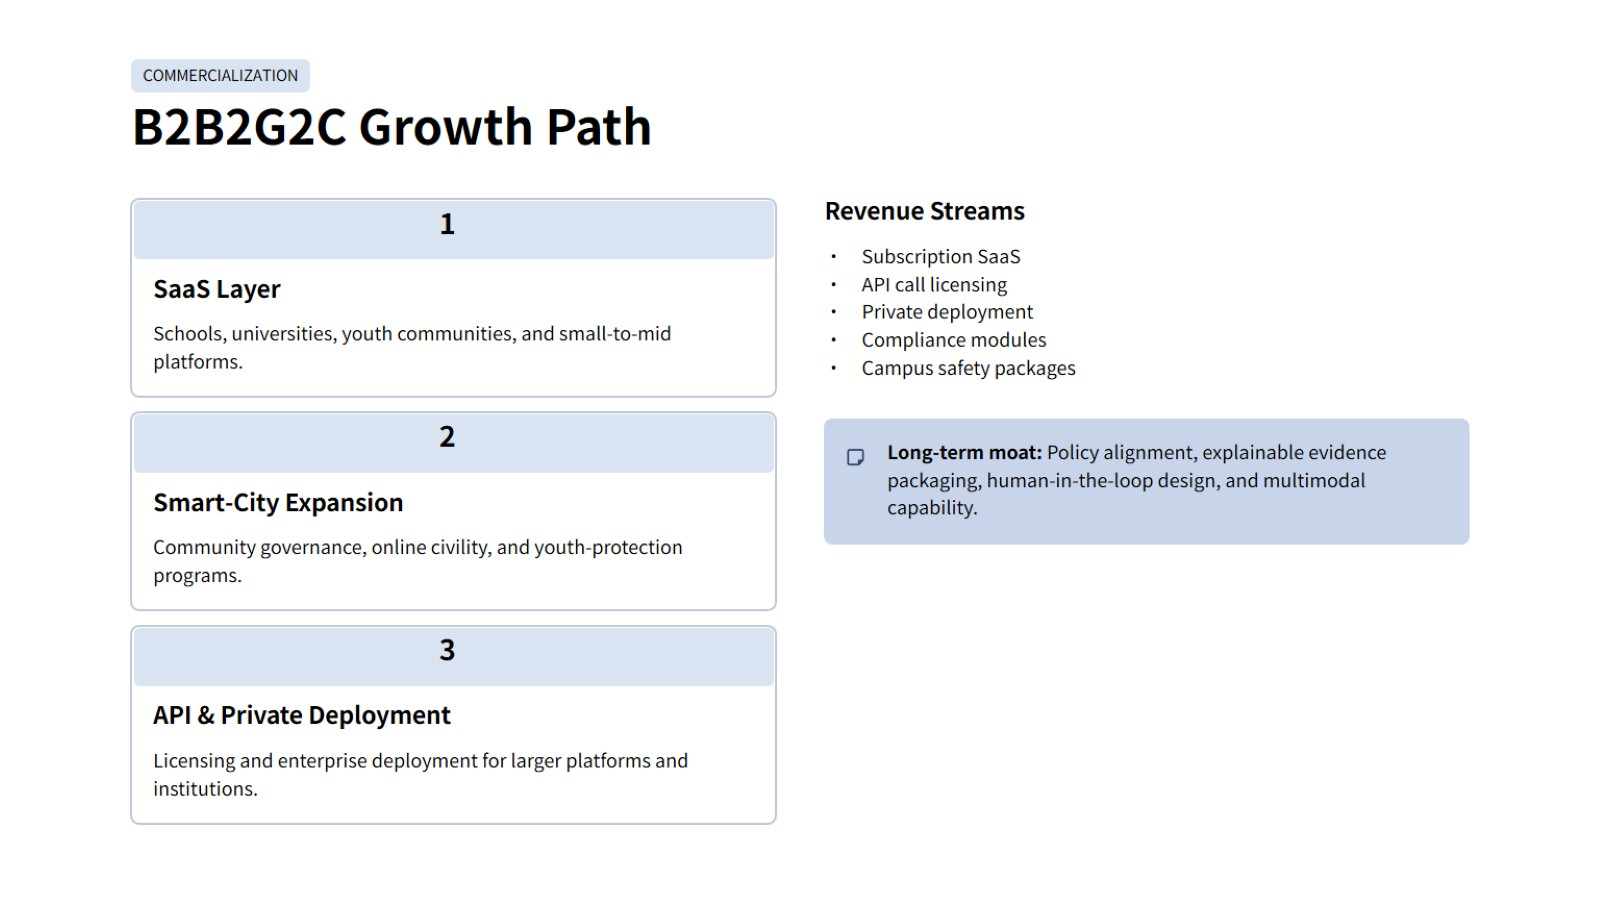 COMMERCIALIZATION
B2B2G2C Growth Path
1
SaaS Layer
Schools, universities, youth communities, and small-to-mid
platforms.
2
Smart-City Expansion
Community governance, online civility, and youth-protection
programs.
3
API & Private Deployment
Licensing and enterprise deployment for larger platforms and
institutions.
Revenue Streams
• Subscription SaaS
• API call licensing
• Private deployment
• Compliance modules
• Campus safety packages
Long-term moat: Policy alignment, explainable evidence
packaging, human-in-the-loop design, and multimodal
capability.